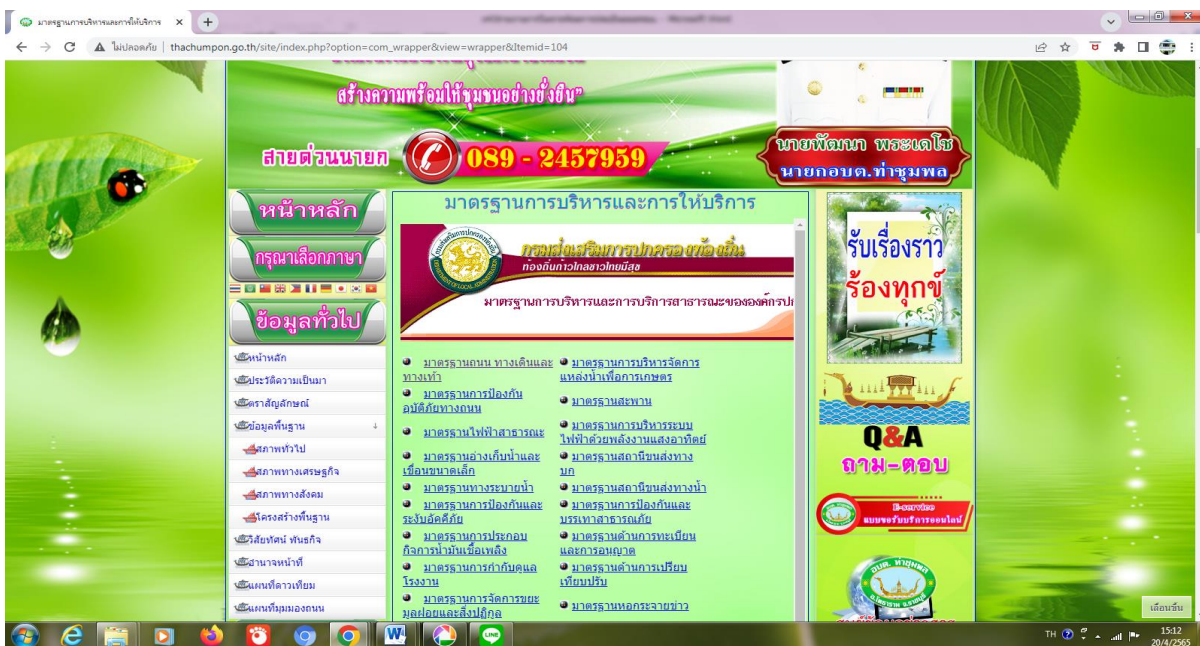 มาตรฐานการบริหารและการให้บริการ
ไม่ปลอดภัย
thachumpon.go.th/site/index.php?option=com_wrapper&view=wrapper&Itemid=104
สร้างความพร้อมให้ชุมชนอย่างยั่งยืน”
สายด่วนนายก
089 - 2457959
นายพัฒนา พระเดโช
นายกอบต.ท่าชุมพล
หน้าหลัก
กรุณาเลือกภาษา
ข้อมูลทั่วไป
หน้าหลัก
ประวัติความเป็นมา
ตราสัญลักษณ์
ข้อมูลพื้นฐาน
สภาพทั่วไป
สภาพทางเศรษฐกิจ
สภาพทางสังคม
โครงสร้างพื้นฐาน
วิสัยทัศน์ พันธกิจ
อำนาจหน้าที่
แผนที่ดาวเทียม
แผนที่มุมมองถนน
มาตรฐานการบริหารและการให้บริการ
กรมส่งเสริมการปกครองท้องถิ่น
ท้องถิ่นก้าวไกลชาวไทยมีสุข
มาตรฐานการบริหารและการบริการสาธารณะขององค์กรปก
มาตรฐานถนน ทางเดินและ
ทางเท้า
มาตรฐานการบริหารจัดการ
แหล่งน้ำเพื่อการเกษตร
มาตรฐานการป้องกัน
อุบัติภัยทางถนน
มาตรฐานสะพาน
มาตรฐานไฟฟ้าสาธารณะ
มาตรฐานการบริหารระบบ
ไฟฟ้าด้วยพลังงานแสงอาทิตย์
มาตรฐานอ่างเก็บน้ำและ
เขื่อนขนาดเล็ก
มาตรฐานสถานีขนส่งทาง
บก
มาตรฐานทางระบายน้ำ
มาตรฐานสถานีขนส่งทางน้ำ
มาตรฐานการป้องกันและ
ระงับอัคคีภัย
มาตรฐานการป้องกันและ
บรรเทาสาธารณภัย
มาตรฐานการประกอบ
กิจการน้ำมันเชื้อเพลิง
มาตรฐานด้านการทะเบียน
และการอนุญาต
มาตรฐานการกำกับดูแล
โรงงาน
มาตรฐานด้านการเปรียบ
เทียบปรับ
มาตรฐานการจัดการขยะ
มูลฝอยและสิ่งปฏิกูล
มาตรฐานหอกระจายข่าว
รับเรื่องราว
ร้องทุกข์
Q&A
ถาม-ตอบ
E-service
แบบขอรับบริการออนไลน์
อบต. ท่าชุมพล
อ.โพธาราม จ.ราชบุรี
เลื่อนขึ้น
TH
15:12
20/4/2565